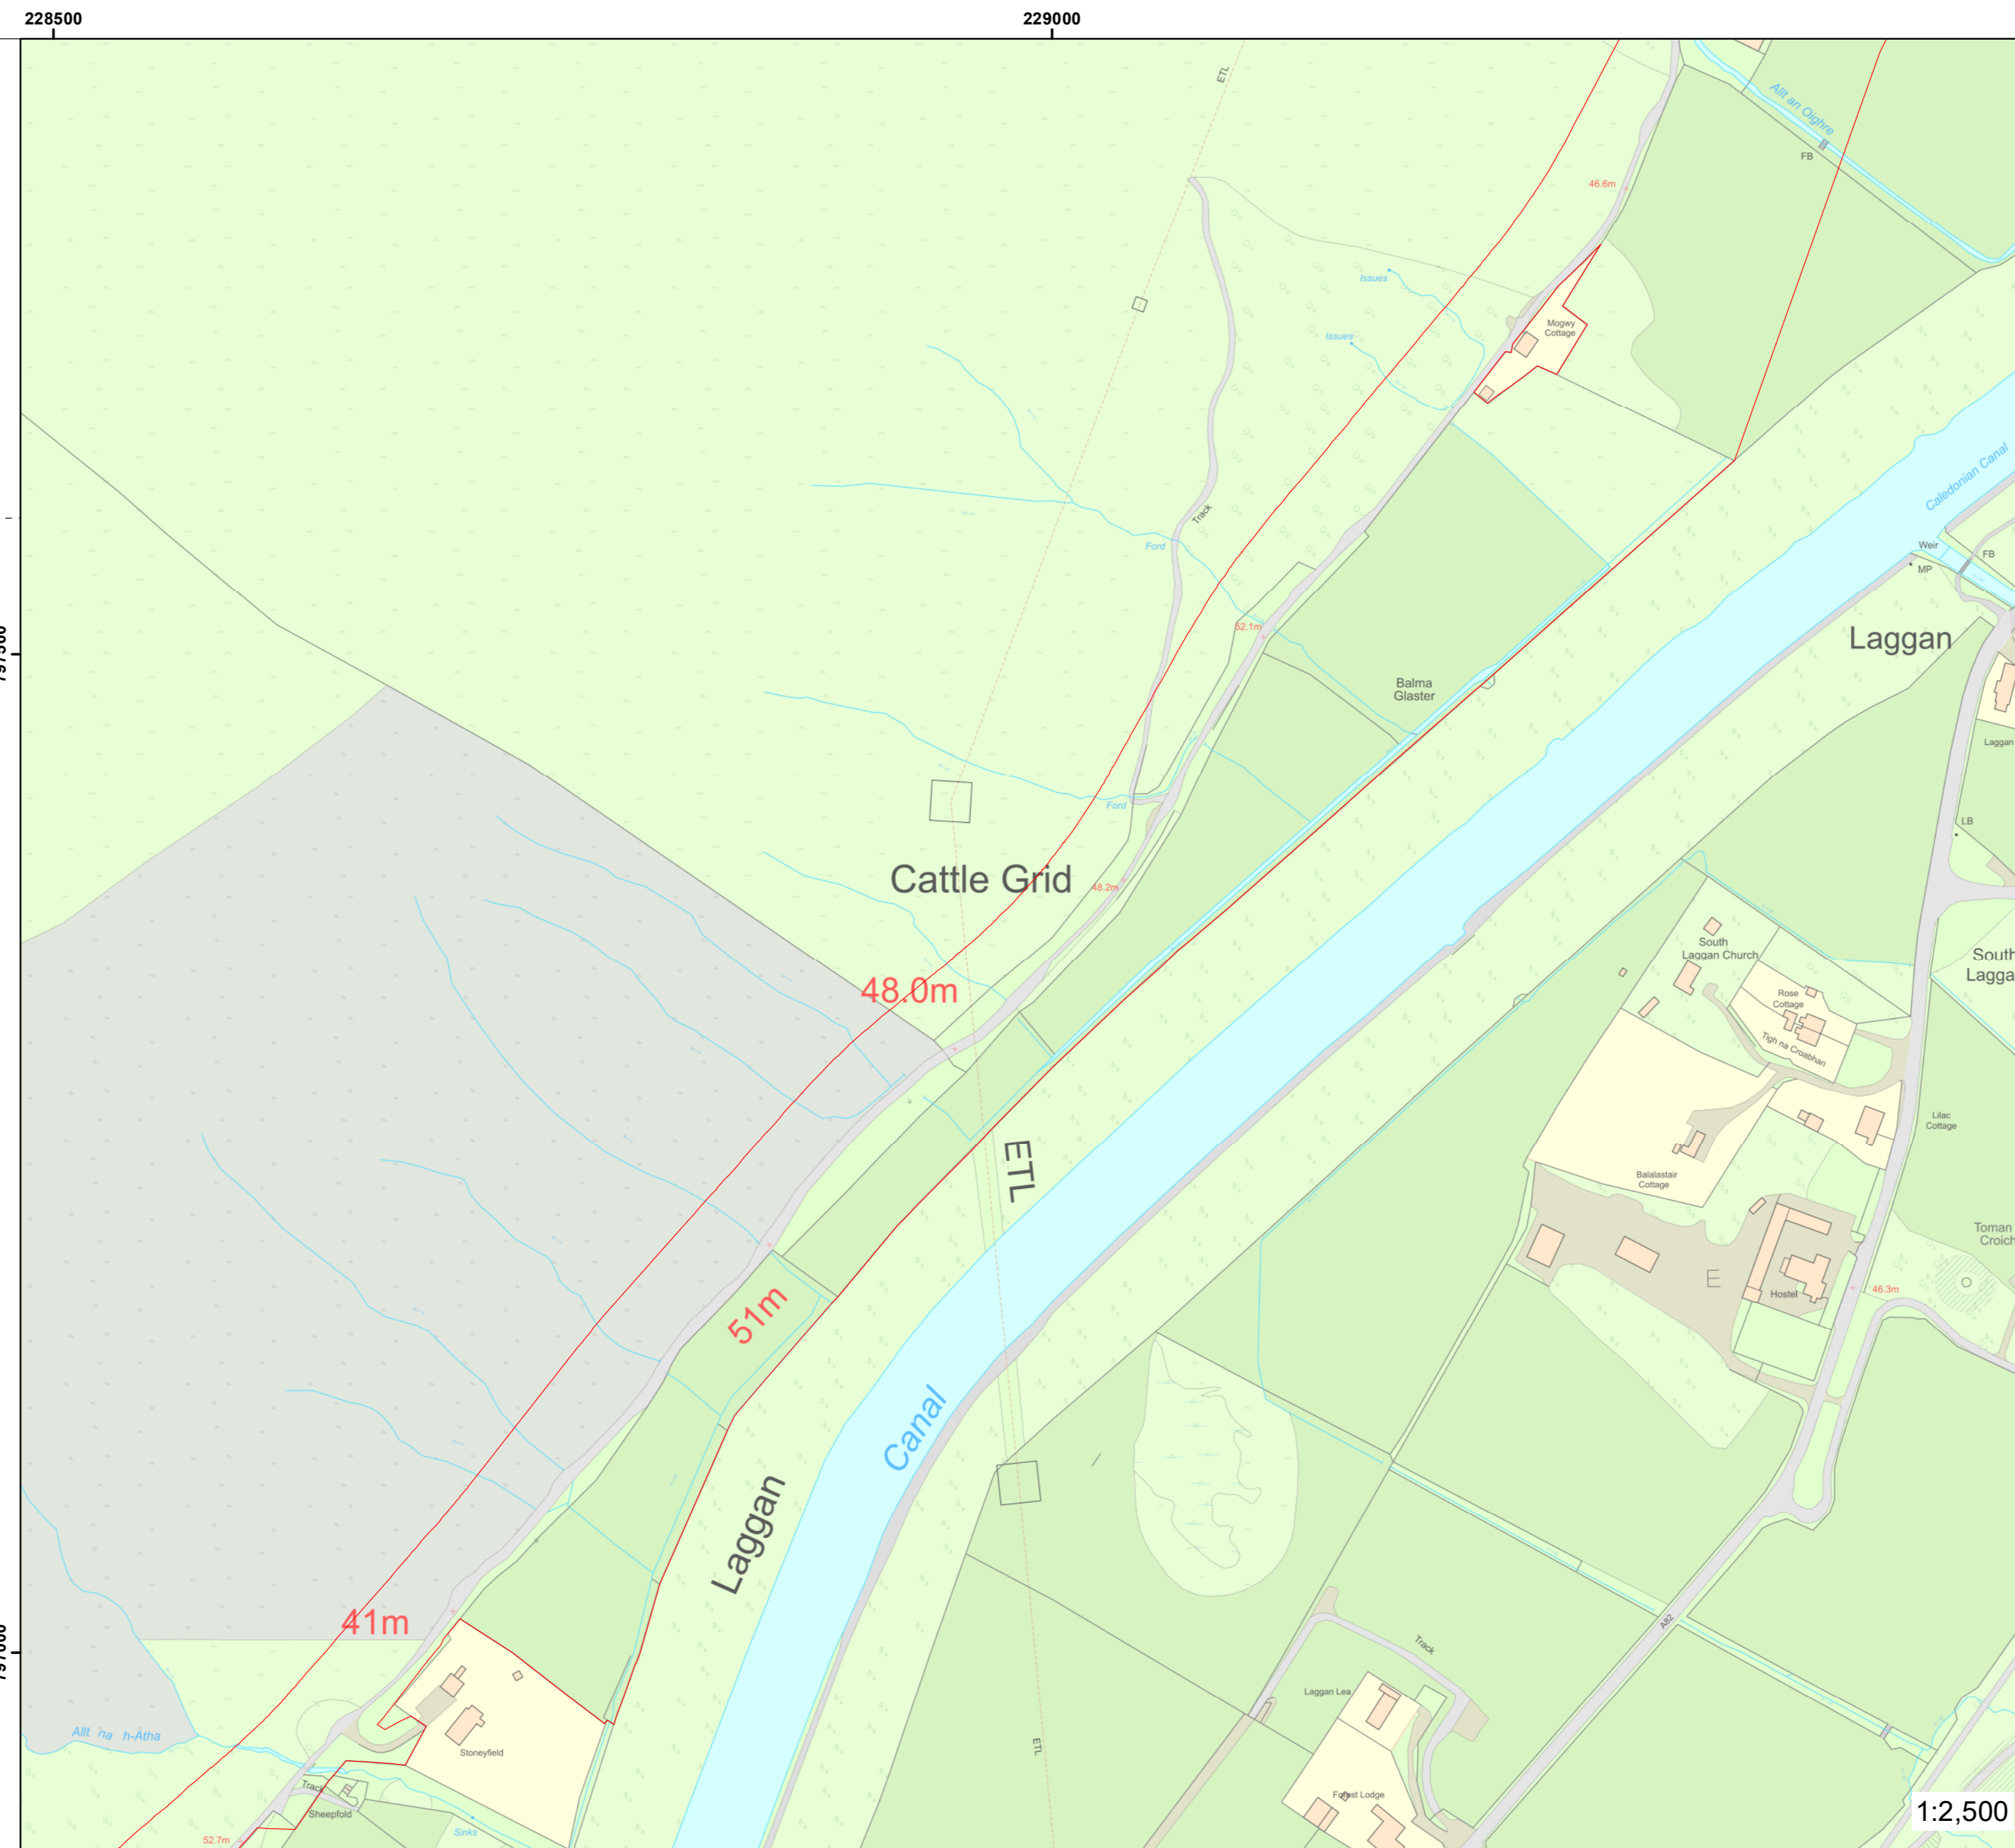 228500
229000
ETL
Allt an Oighre
FB
46.6m
Issues
Mogwy
Cottage
Issues
Caledonian Canal
Track
Ford
Weir
FB
MP
52.1m
Laggan
Balma
Glaster
Laggan
Ford
LB
Cattle Grid
48.2m
South
Laggan Church
South
Lagga
48.0m
Rose
Cottage
Tigh na Croabhan
Lilac
Cottage
ETL
Balalastair
Cottage
Toman
Croich
E
Hostel
46.3m
51m
Canal
Laggan
41m
A82
Track
Laggan Lea
Allt na h-Atha
Stoneyfield
ETL
Track
Sheepfold
Forest Lodge
Sinks
52.7m
1:2,500